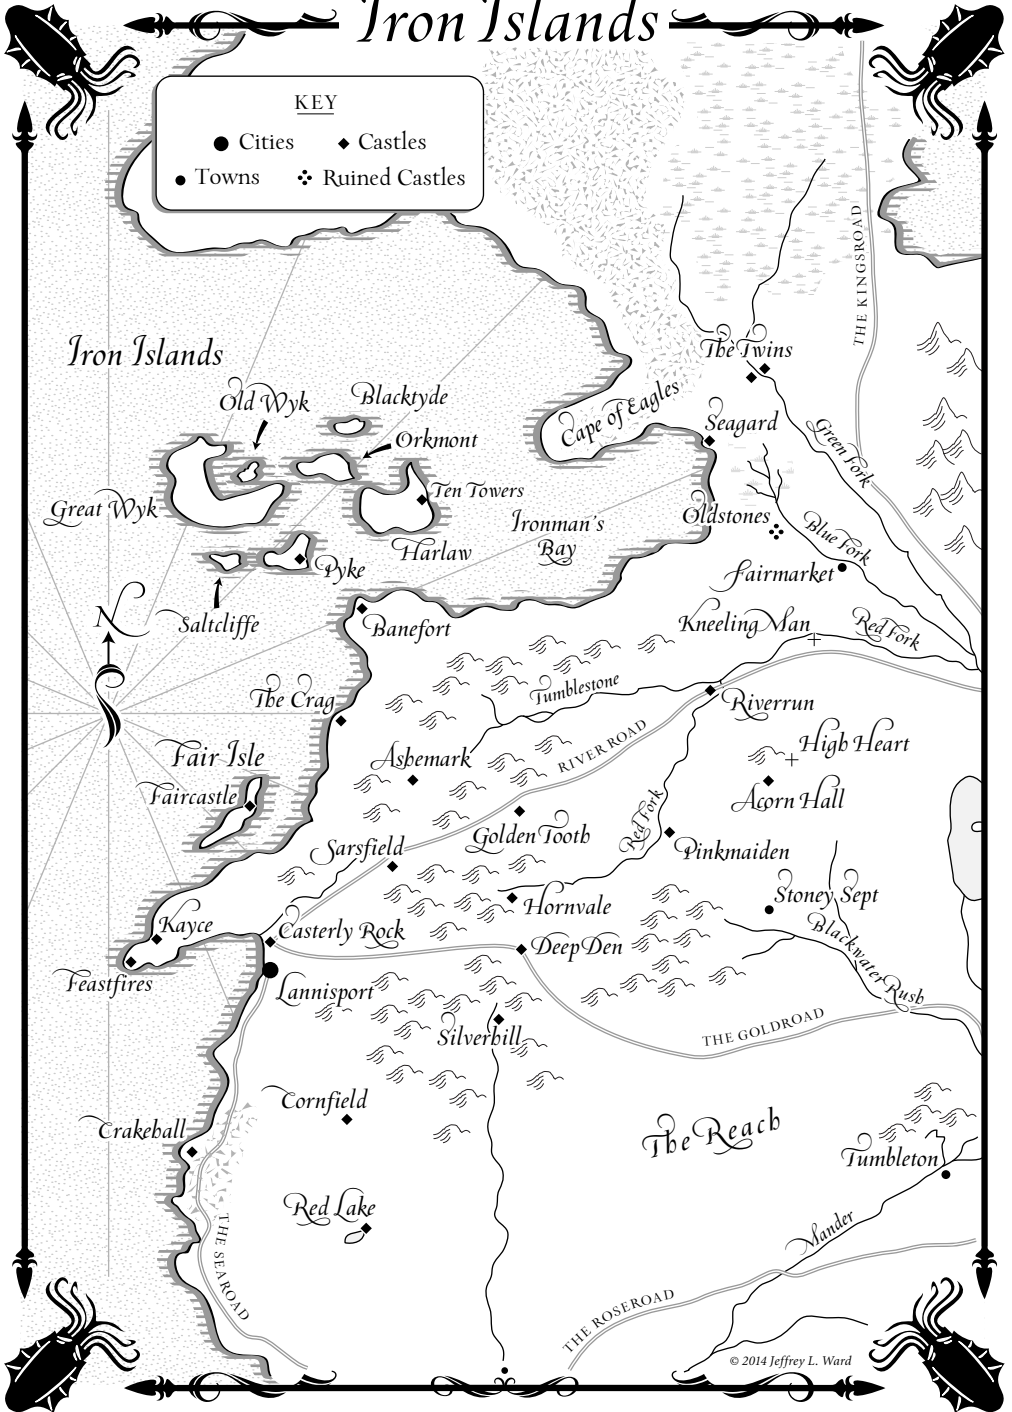 Iron Islands
KEY
Cities
Castles
Towns
Ruined Castles
THE KINGSROAD
Iron Islands
The Twins
Old Wyk
Blacktyde
Cape of Eagles
Seagard
Orkmont
Green Fork
Great Wyk
Ten Towers
Ironman's
Bay
Oldstones
Blue Fork
Harlaw
Pyke
Fairmarket
N
Saltcliffe
Banefort
Kneeling Man
Red Fork
The Crag
Tumblestone
Riverrun
RIVER ROAD
High Heart
Fair Isle
Ashemark
Faircastle
Acorn Hall
Golden Tooth
Red Fork
Sarsfield
Pinkmaiden
Stoney Sept
Hornvale
Kayce
Casterly Rock
Deep Den
Blackwater Rush
Feastfires
Lannisport
Silverhill
THE GOLDROAD
Cornfield
Crakehall
The Reach
Tumbleton
Red Lake
Mander
THE SEAROAD
THE ROSEROAD
© 2014 Jeffrey L. Ward